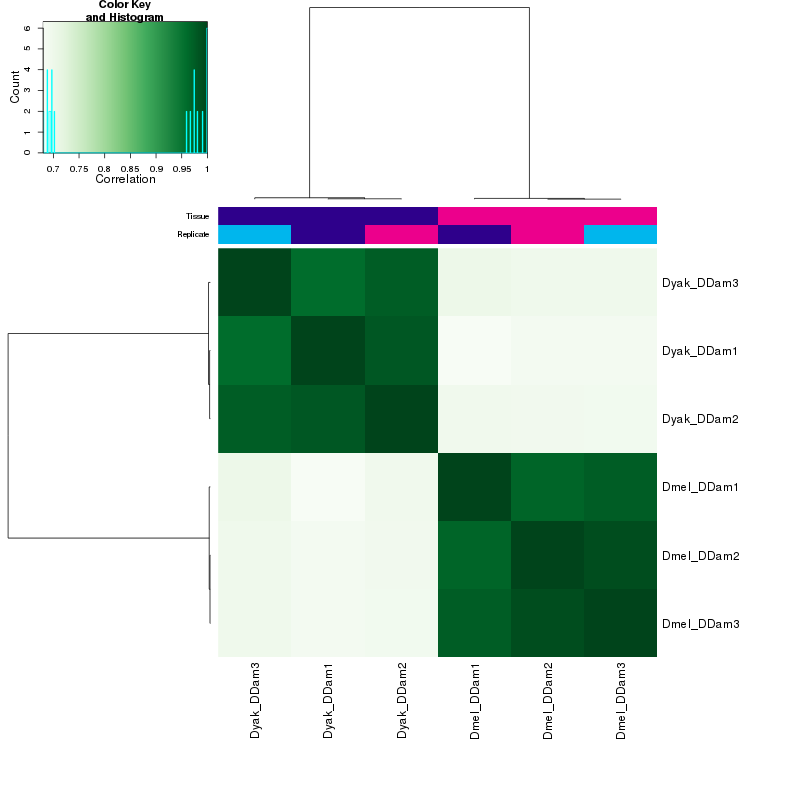 Color Key
and Histogram
Count
0 1 2 3 4 5 6
0.7 0.75 0.8 0.85 0.9 0.95 1
Correlation
Tissue
Replicate
Dyak_DDam3
Dyak_DDam1
Dyak_DDam2
Dmel_DDam1
Dmel_DDam2
Dmel_DDam3
Dyak_DDam3
Dyak_DDam1
Dyak_DDam2
Dmel_DDam1
Dmel_DDam2
Dmel_DDam3